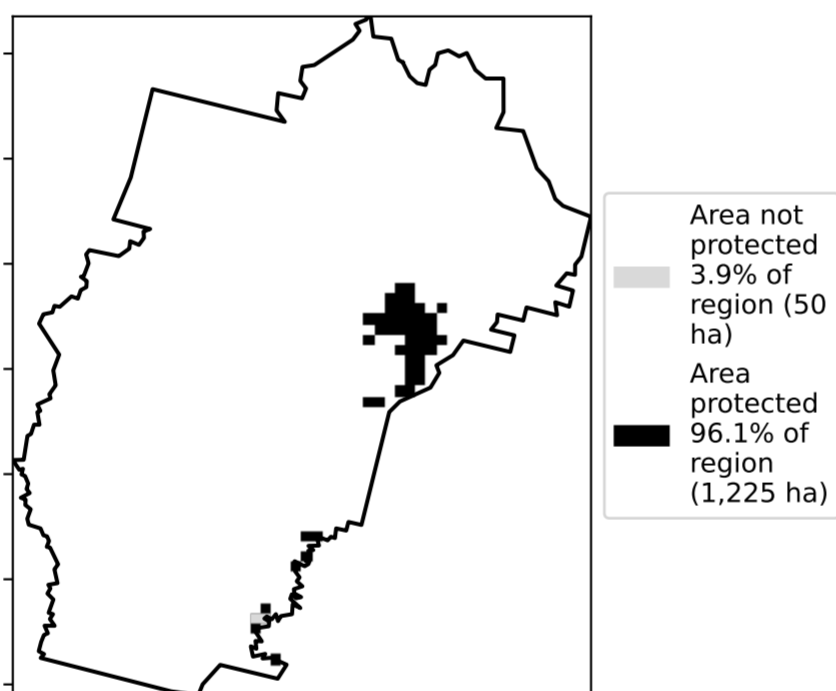 Area not
protected
3.9% of
region (50
ha)
Area
protected
96.1% of
region
(1,225 ha)